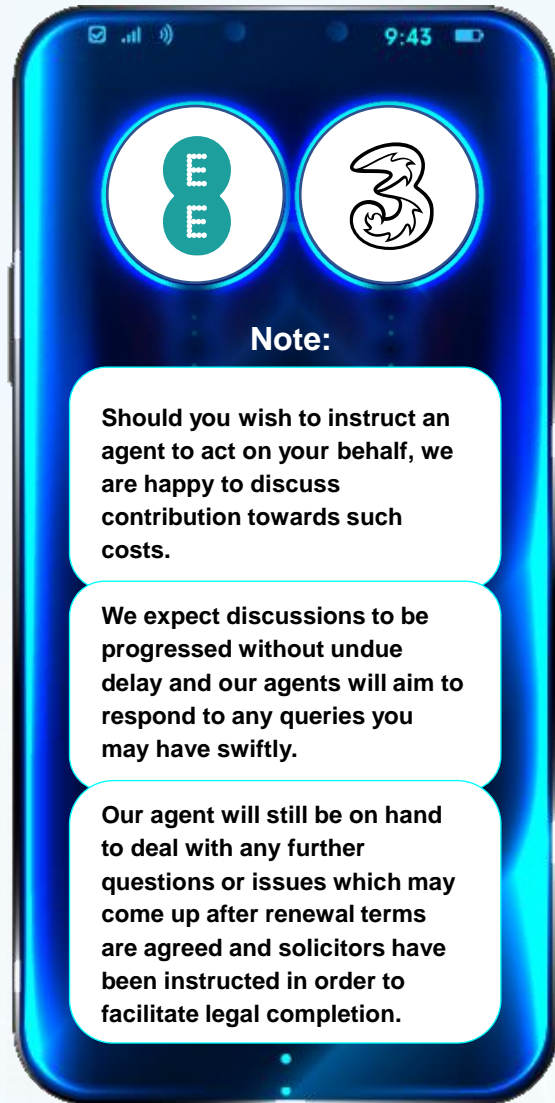 9:43
E
E
3
Note:
Should you wish to instruct an
agent to act on your behalf, we
are happy to discuss
contribution towards such
costs.
We expect discussions to be
progressed without undue
delay and our agents will aim to
respond to any queries you
may have swiftly.
Our agent will still be on hand
to deal with any further
questions or issues which may
come up after renewal terms
are agreed and solicitors have
been instructed in order to
facilitate legal completion.